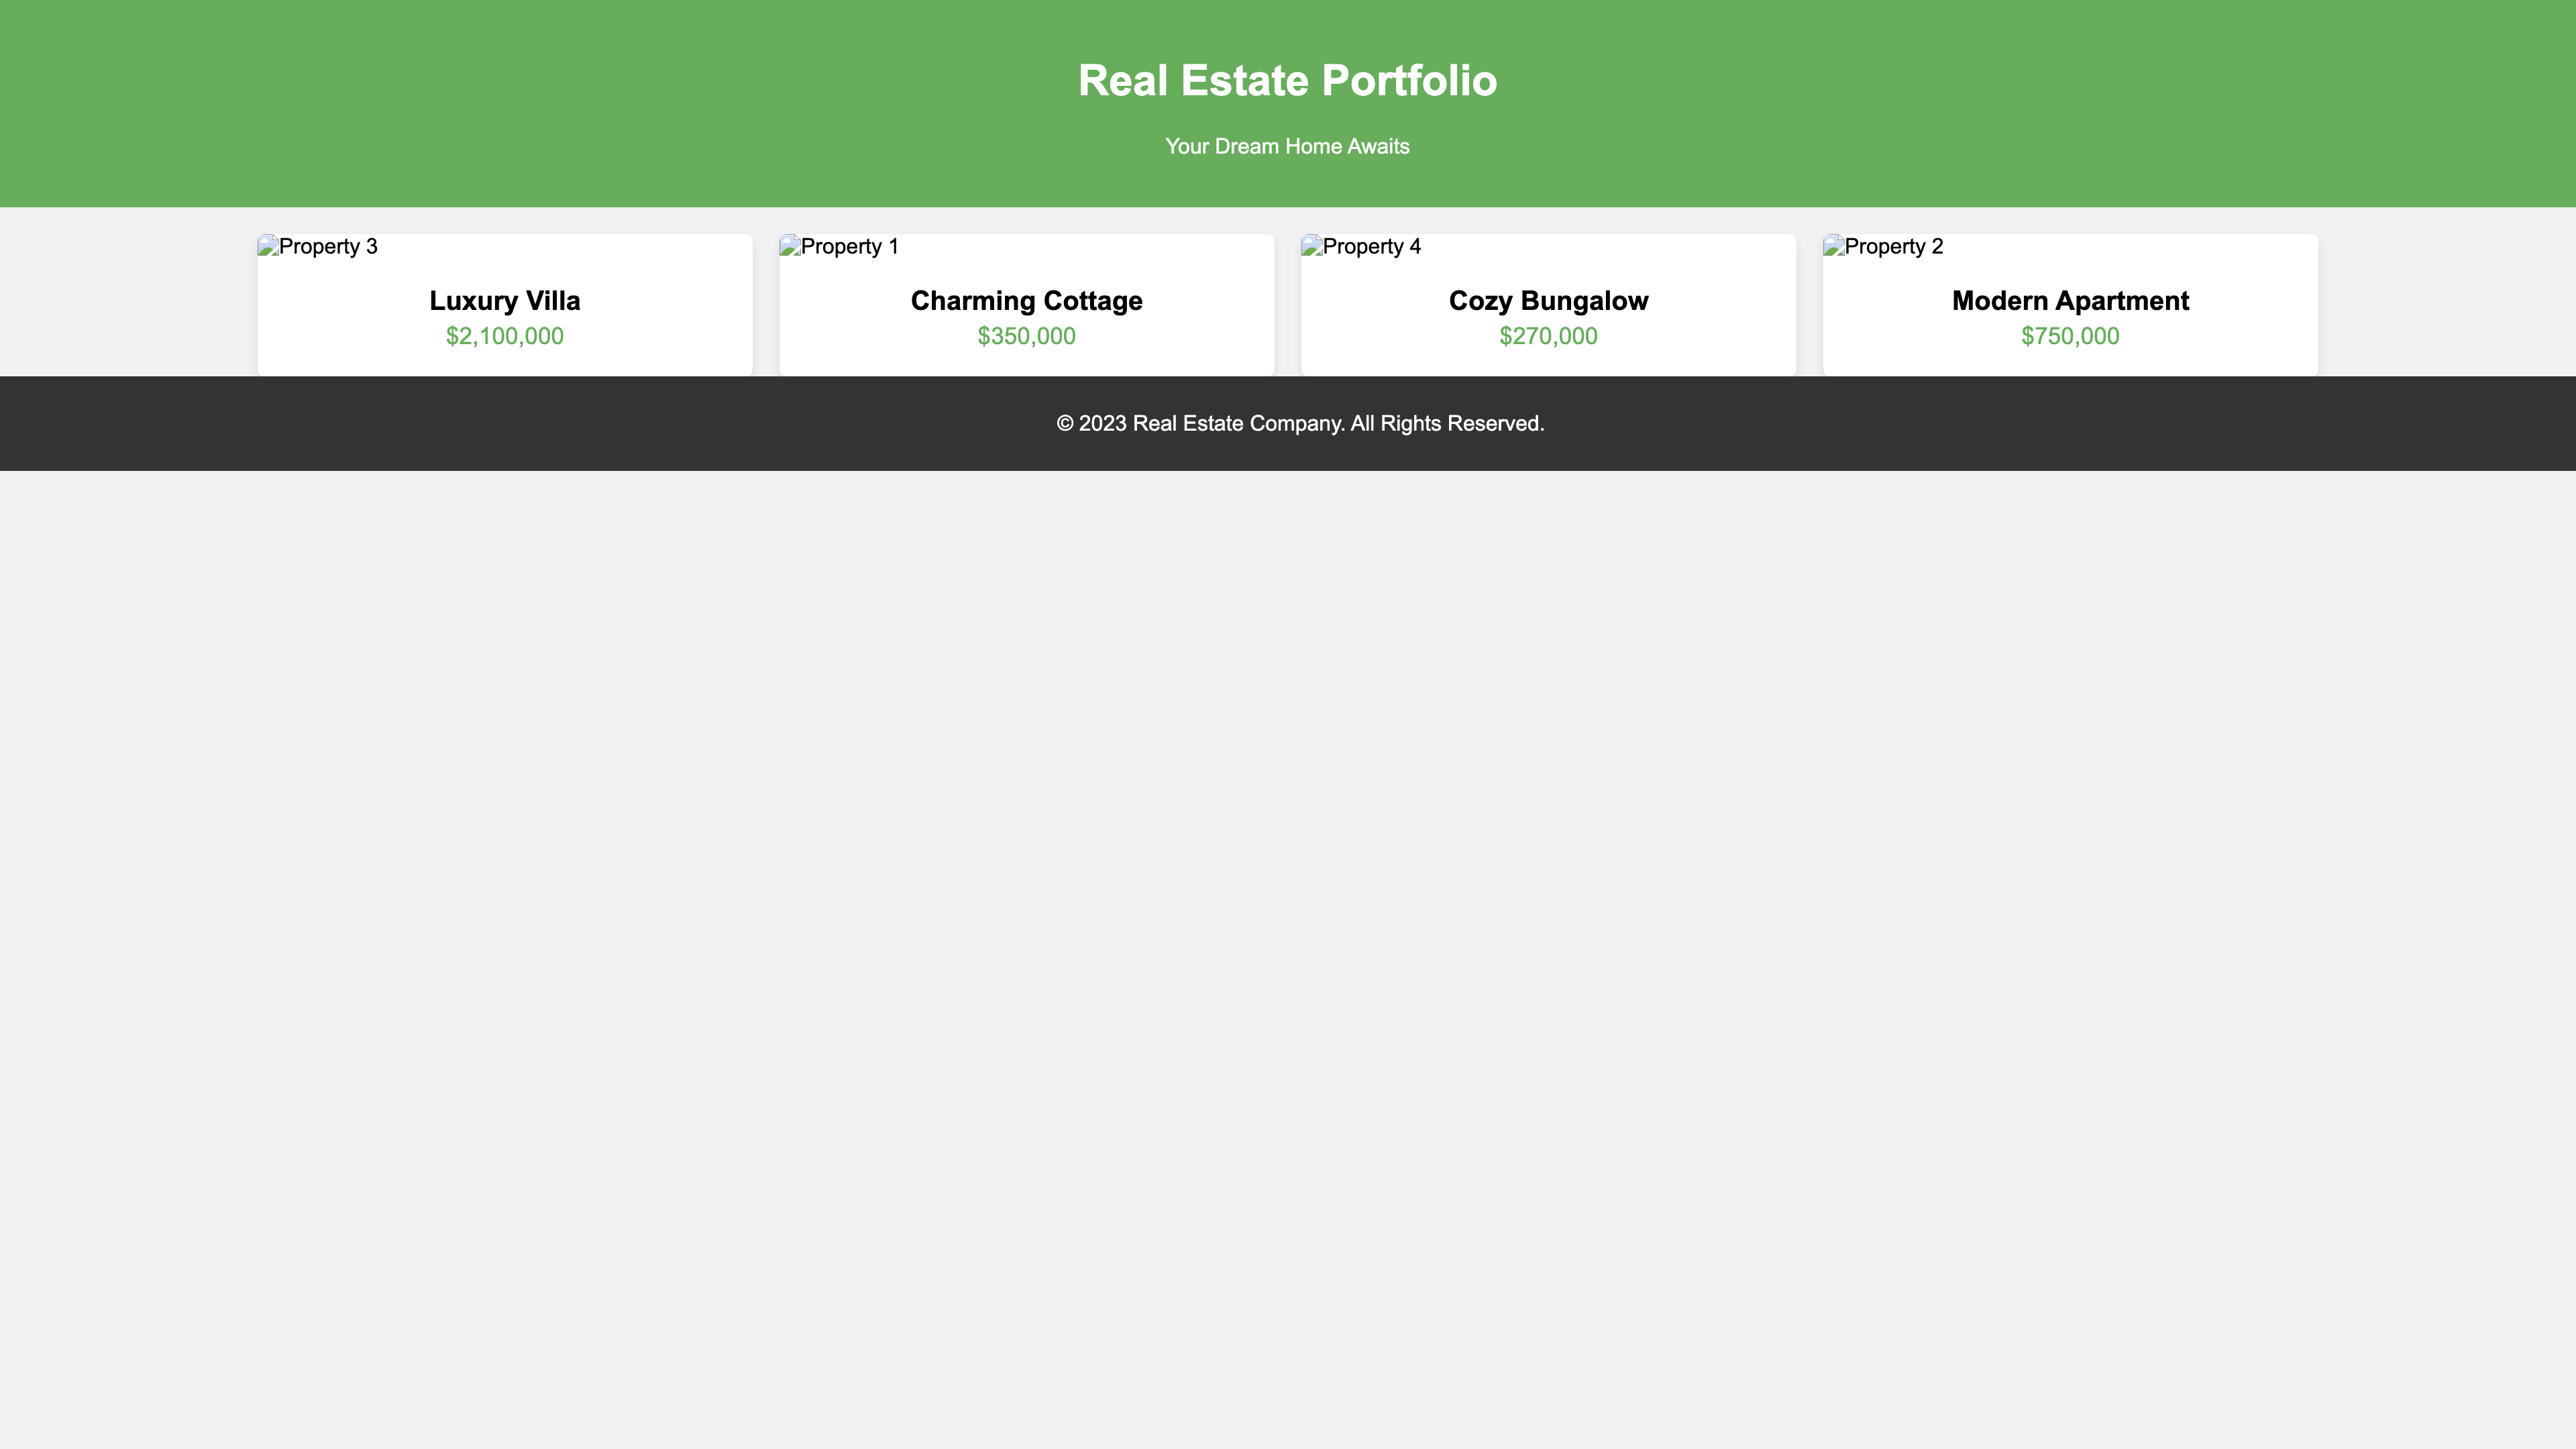 Real Estate Portfolio
Your Dream Home Awaits
Property 3
Luxury Villa
$2,100,000
Property 1
Charming Cottage
$350,000
Property 4
Cozy Bungalow
$270,000
Property 2
Modern Apartment
$750,000
© 2023 Real Estate Company. All Rights Reserved.